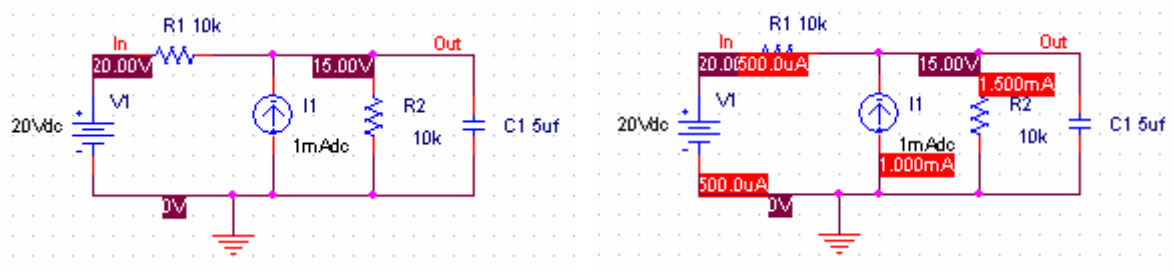 R1 10k
In
Out
20.00V
15.00V
V1
20Vdc
I1
1mAdc
R2
10k
C1 5uf
0V
R1 10k
In
Out
500.0uA
15.00V
1.500mA
V1
20Vdc
I1
1mAdc
1.000mA
R2
10k
C1 5uf
500.0uA
0V